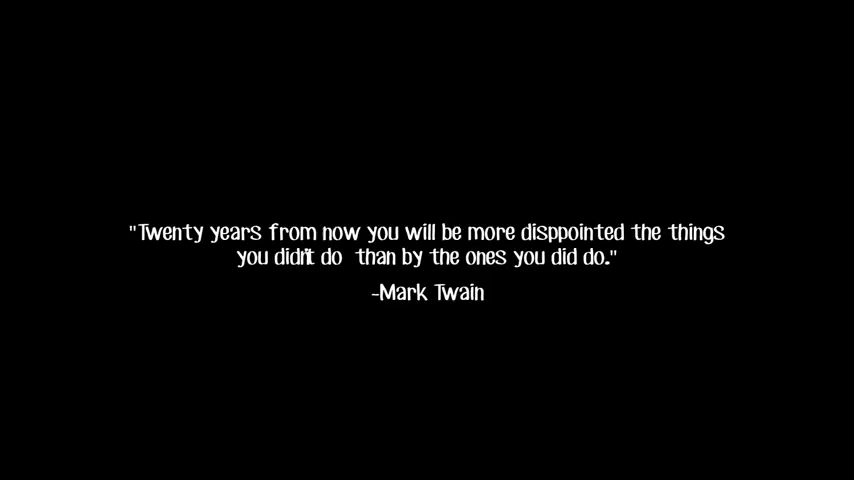 "Twenty years from now you will be more disppointed the things
you didn't do than by the ones you did do."
-Mark Twain